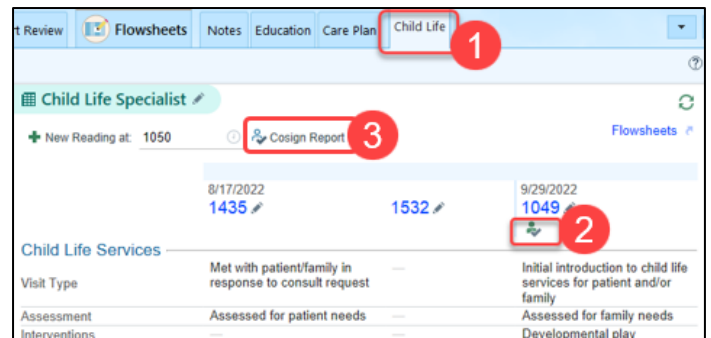 t Review Flowsheets Notes Education Care Plan Child Life
1
?
Child Life Specialist
New Reading at: 1050 Cosign Report 3 Flowsheets
8/17/2022 9/29/2022
1435 1532 1049
2
Child Life Services
Visit Type Met with patient/family in response to consult request — Initial introduction to child life services for patient and/or family
Assessment Assessed for patient needs — Assessed for family needs
Interventions — — Developmental play